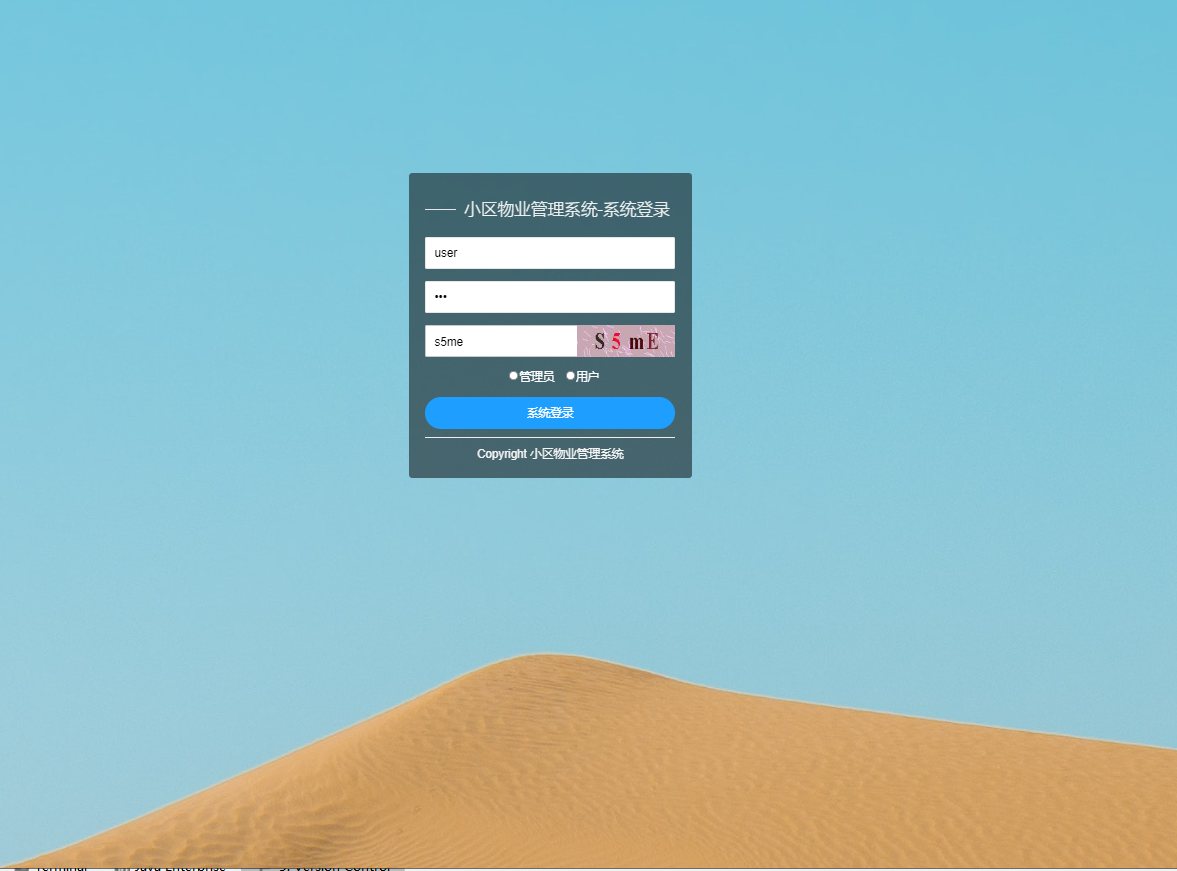 小区物业管理系统-系统登录
user
•••
s5me S5mE
管理员 用户
系统登录
Copyright 小区物业管理系统
Terminal Java Enterprise 9: Version Control